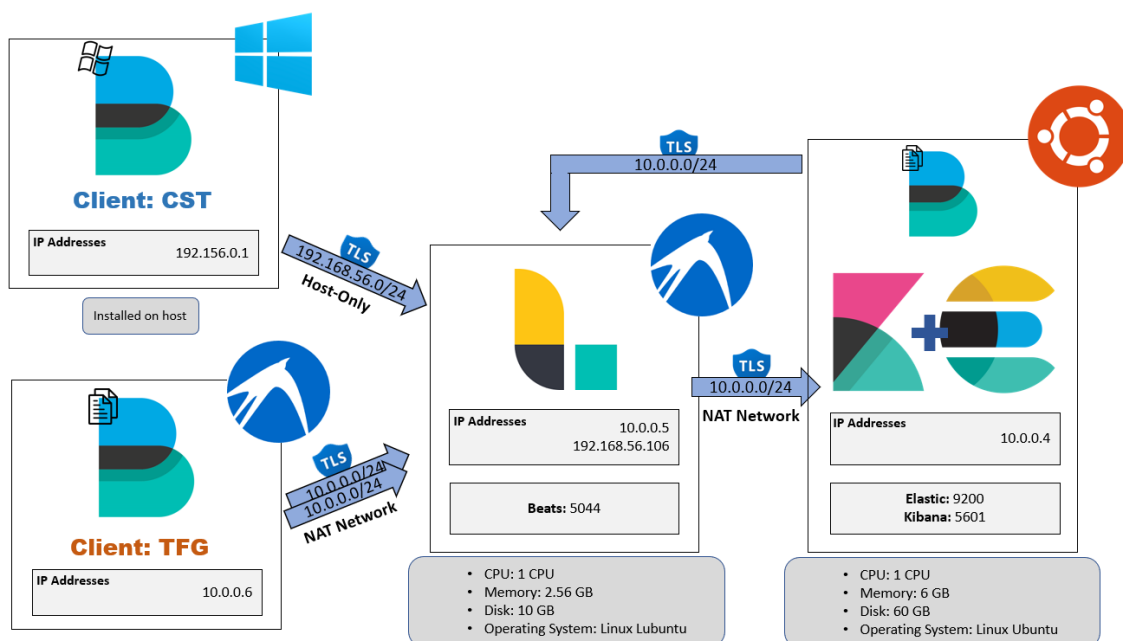 Client: CST
IP Addresses
192.156.0.1
Installed on host
TLS
192.168.56.0/24
Host-Only
Client: TFG
IP Addresses
10.0.0.6
TLS
10.0.0.0/24
10.0.0.0/24
NAT Network
TLS
10.0.0.0/24
IP Addresses
10.0.0.5
192.168.56.106
Beats: 5044
• CPU: 1 CPU
• Memory: 2.56 GB
• Disk: 10 GB
• Operating System: Linux Lubuntu
TLS
10.0.0.0/24
NAT Network
IP Addresses
10.0.0.4
Elastic: 9200
Kibana: 5601
• CPU: 1 CPU
• Memory: 6 GB
• Disk: 60 GB
• Operating System: Linux Ubuntu